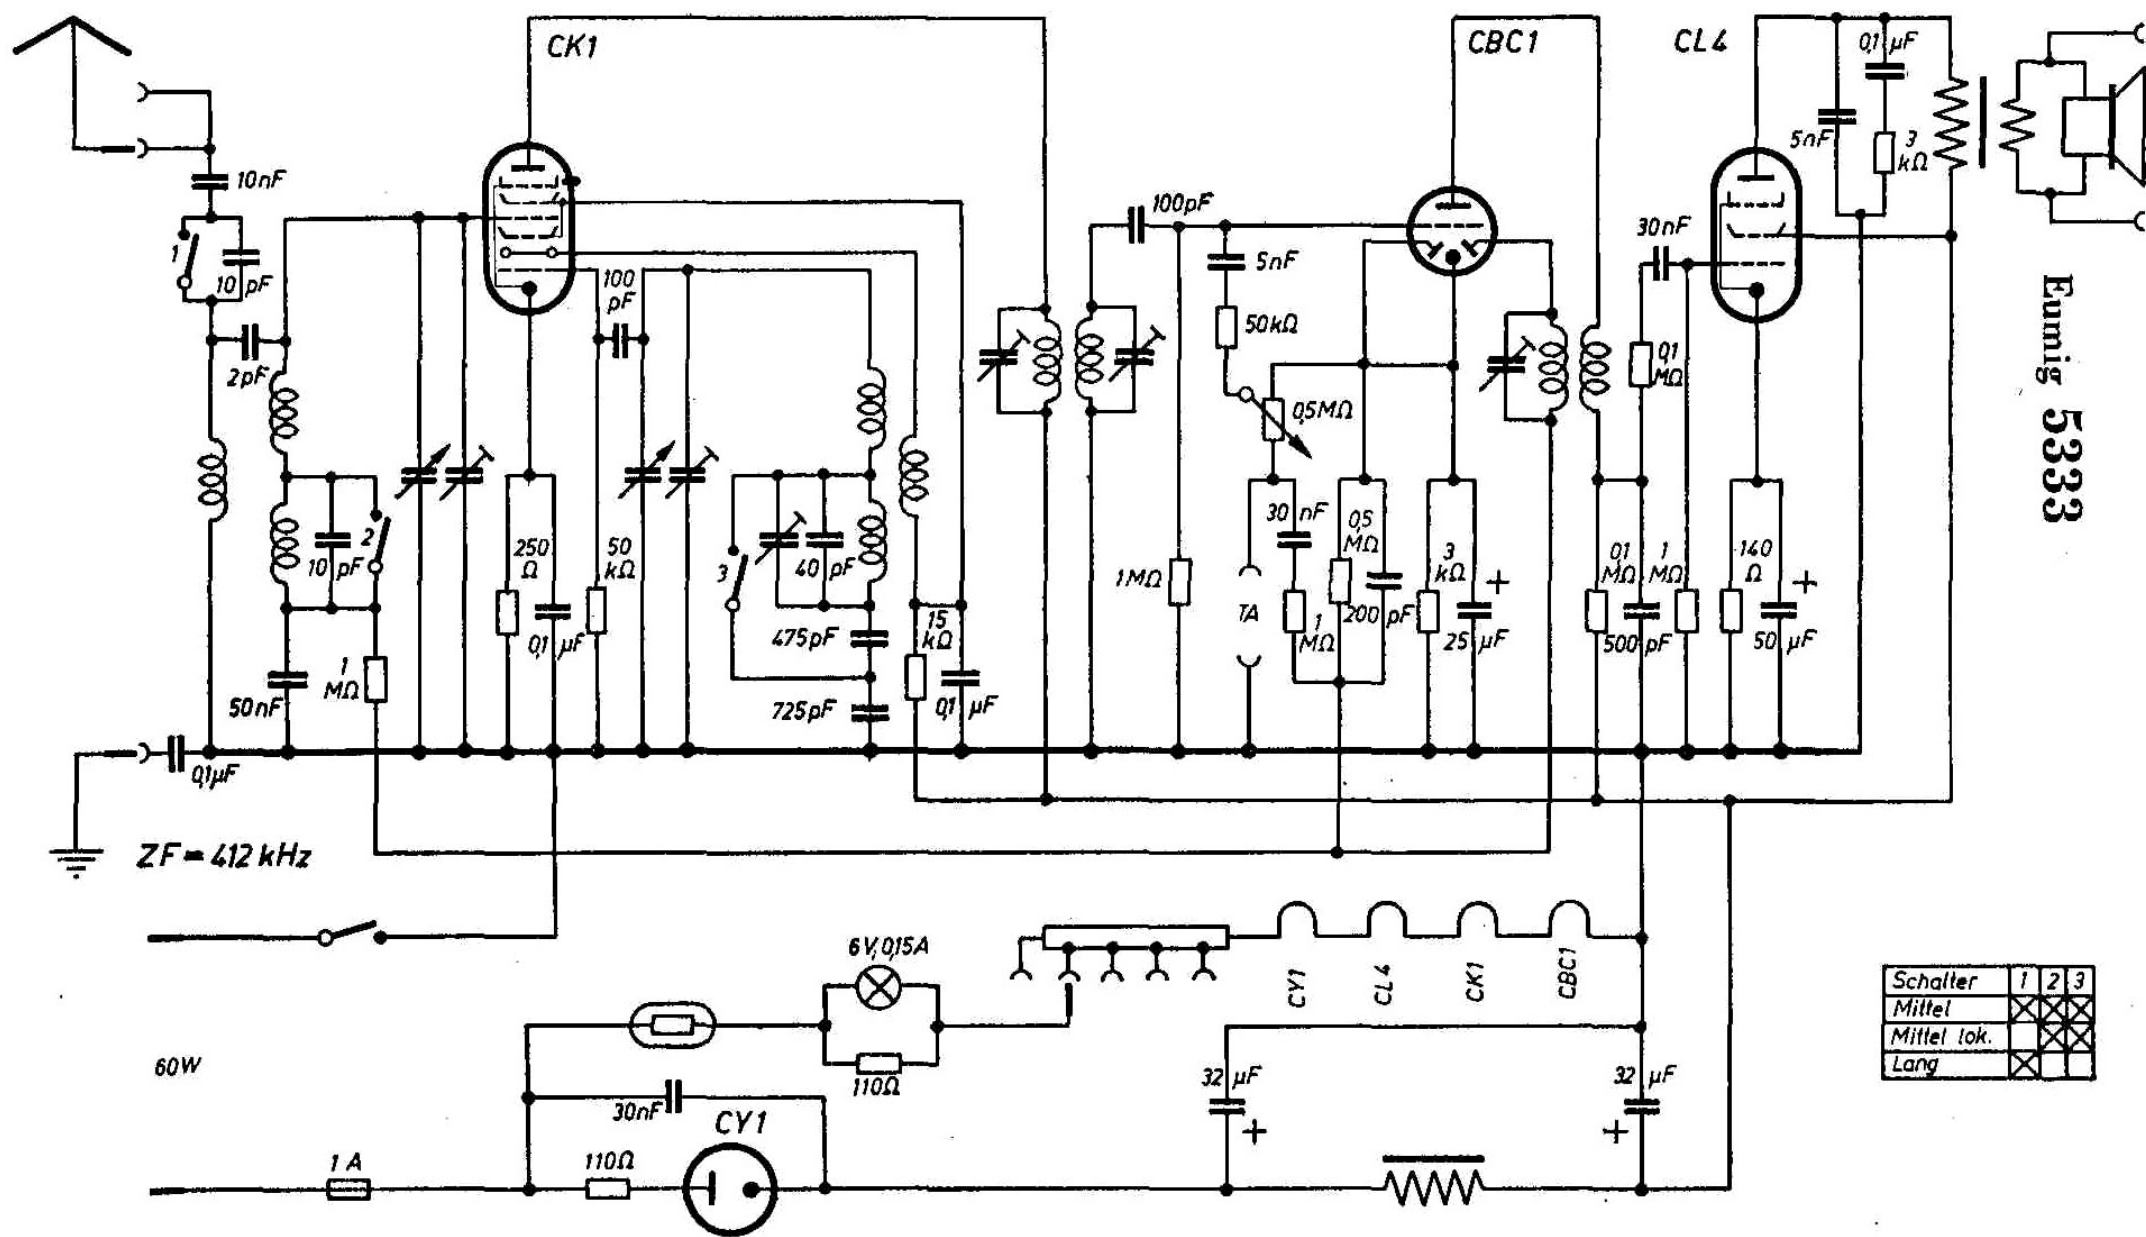 CK1
CBC1
CL4
0,1 µF
5nF
3 kΩ
10nF
1
10 pF
2pF
100 pF
100pF
5nF
50kΩ
0,5MΩ
30nF
0,1 MΩ
Eunnig 5333
10 pF
2
250 Ω
0,1 µF
50 kΩ
3
40 pF
475pF
725pF
15 kΩ
0,1 µF
1MΩ
TA
30 nF
1 MΩ
0,5 MΩ
200 pF
3 kΩ
+
25 µF
0,1 MΩ
500 pF
1 MΩ
140 Ω
+
50 µF
50nF
1 MΩ
0,1µF
ZF = 412 kHz
6V, 0,15A
110Ω
CY1
CL4
CK1
CBC1
60W
30nF
CY1
1 A
110Ω
32 µF
+
32 µF
+
Schalter 1 2 3
Mittel
Mittel lok.
Lang